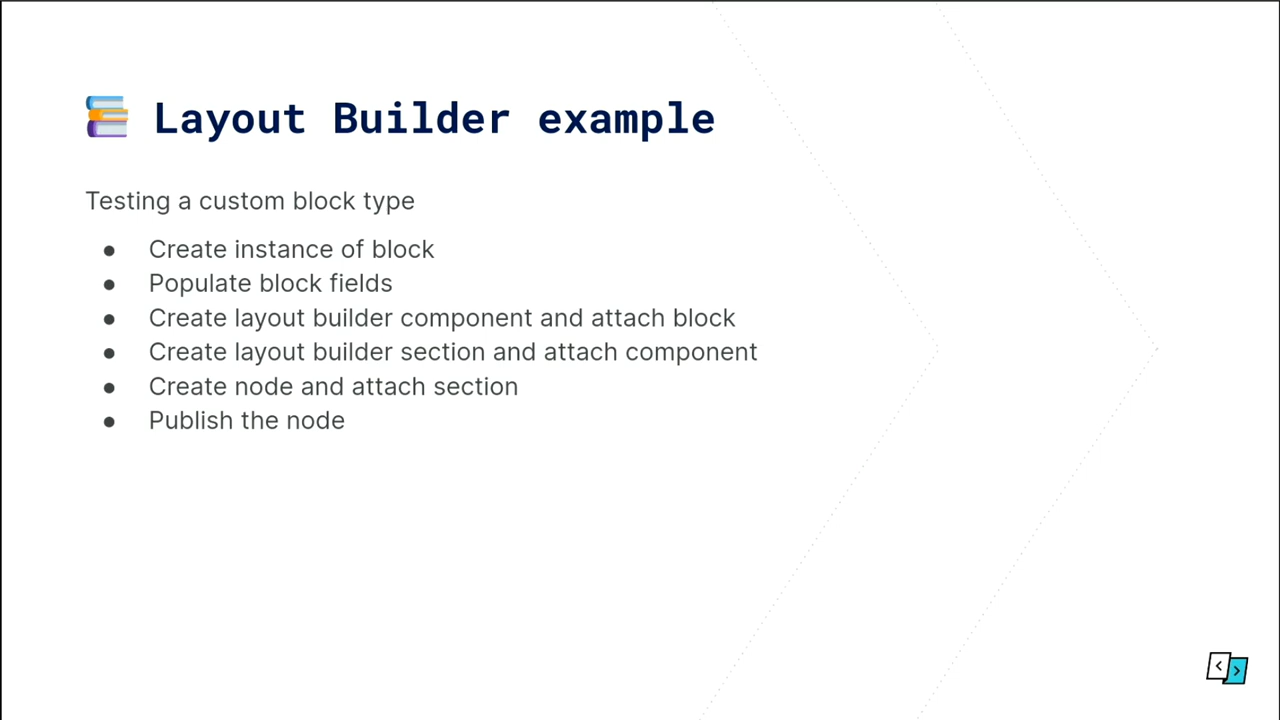 Layout Builder example
Testing a custom block type
● Create instance of block
● Populate block fields
● Create layout builder component and attach block
● Create layout builder section and attach component
● Create node and attach section
● Publish the node